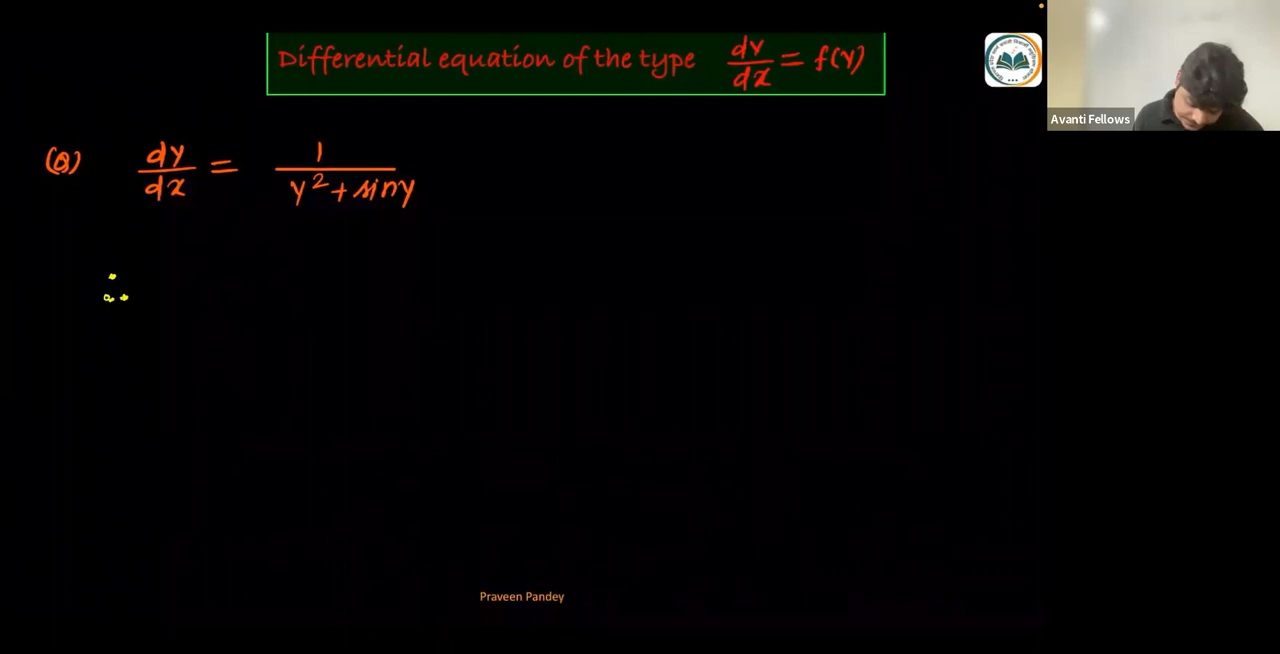 Differential equation of the type dy/dx = f(y)
Avanti Fellows
(Q) dy/dx = 1/(y² + sin y)
∴
Praveen Pandey